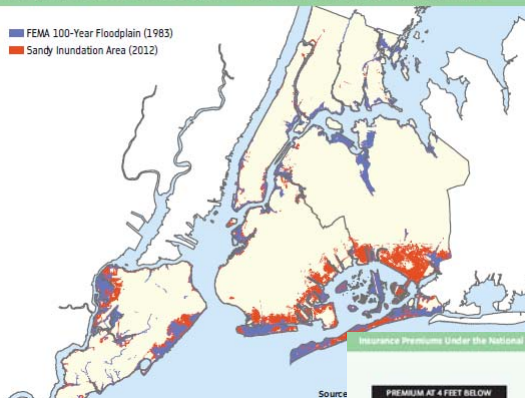 FEMA 100-Year Floodplain (1983)
Sandy Inundation Area (2012)
Source
Insurance Premiums Under the National
PREMIUM AT 4 FEET BELOW